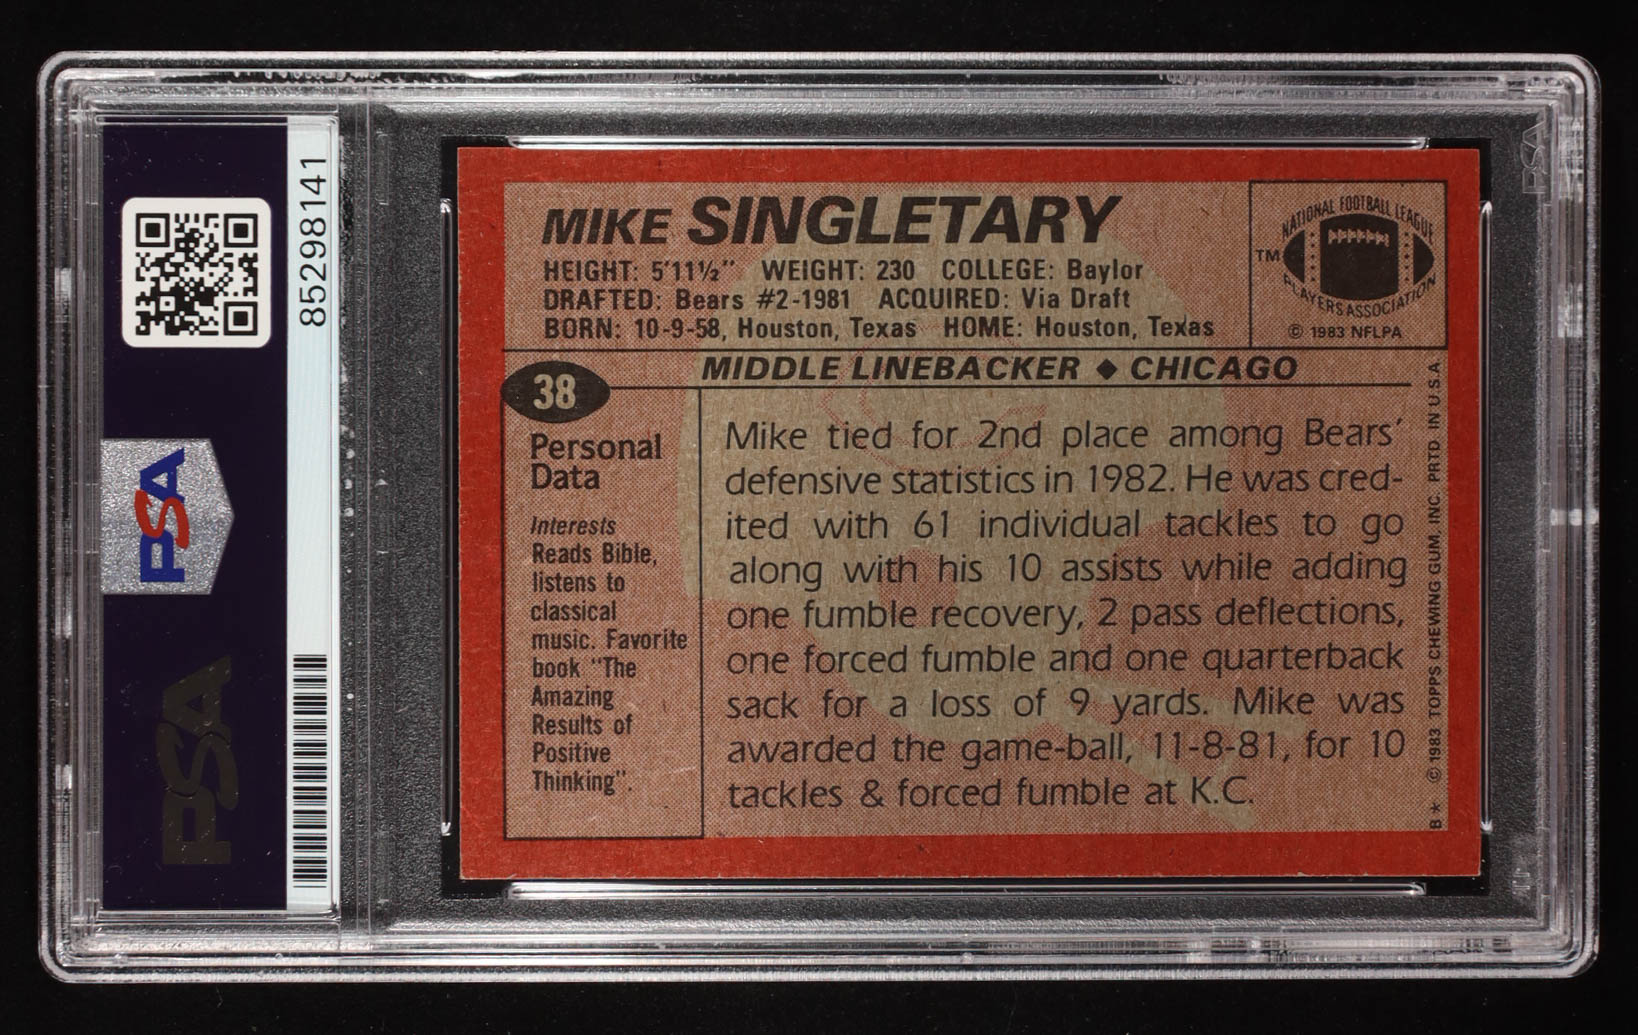 85298141
PSA
PSA
PSA
MIKE SINGLETARY
HEIGHT: 5'11½" WEIGHT: 230 COLLEGE: Baylor
DRAFTED: Bears #2-1981 ACQUIRED: Via Draft
BORN: 10-9-58, Houston, Texas HOME: Houston, Texas
NATIONAL FOOTBALL LEAGUE
TM
PLAYERS ASSOCIATION
© 1983 NFLPA
MIDDLE LINEBACKER ◆ CHICAGO
38
Personal
Data
Interests
Reads Bible,
listens to
classical
music. Favorite
book "The
Amazing
Results of
Positive
Thinking".
Mike tied for 2nd place among Bears'
defensive statistics in 1982. He was cred-
ited with 61 individual tackles to go
along with his 10 assists while adding
one fumble recovery, 2 pass deflections,
one forced fumble and one quarterback
sack for a loss of 9 yards. Mike was
awarded the game-ball, 11-8-81, for 10
tackles & forced fumble at K.C.
B* © 1983 TOPPS CHEWING GUM, INC. PRTD. IN U.S.A.